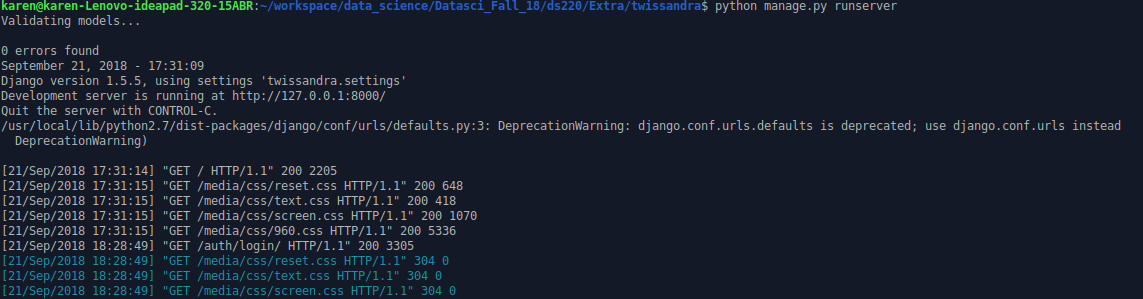 karen@karen-Lenovo-ideapad-320-15ABR:~/workspace/data_science/Datasci_Fall_18/ds220/Extra/twissandra$ python manage.py runserver
Validating models...
0 errors found
September 21, 2018 - 17:31:09
Django version 1.5.5, using settings 'twissandra.settings'
Development server is running at http://127.0.0.1:8000/
Quit the server with CONTROL-C.
/usr/local/lib/python2.7/dist-packages/django/conf/urls/defaults.py:3: DeprecationWarning: django.conf.urls.defaults is deprecated; use django.conf.urls instead
  DeprecationWarning)
[21/Sep/2018 17:31:14] "GET / HTTP/1.1" 200 2205
[21/Sep/2018 17:31:15] "GET /media/css/reset.css HTTP/1.1" 200 648
[21/Sep/2018 17:31:15] "GET /media/css/text.css HTTP/1.1" 200 418
[21/Sep/2018 17:31:15] "GET /media/css/screen.css HTTP/1.1" 200 1070
[21/Sep/2018 17:31:15] "GET /media/css/960.css HTTP/1.1" 200 5336
[21/Sep/2018 18:28:49] "GET /auth/login/ HTTP/1.1" 200 3305
[21/Sep/2018 18:28:49] "GET /media/css/reset.css HTTP/1.1" 304 0
[21/Sep/2018 18:28:49] "GET /media/css/text.css HTTP/1.1" 304 0
[21/Sep/2018 18:28:49] "GET /media/css/screen.css HTTP/1.1" 304 0